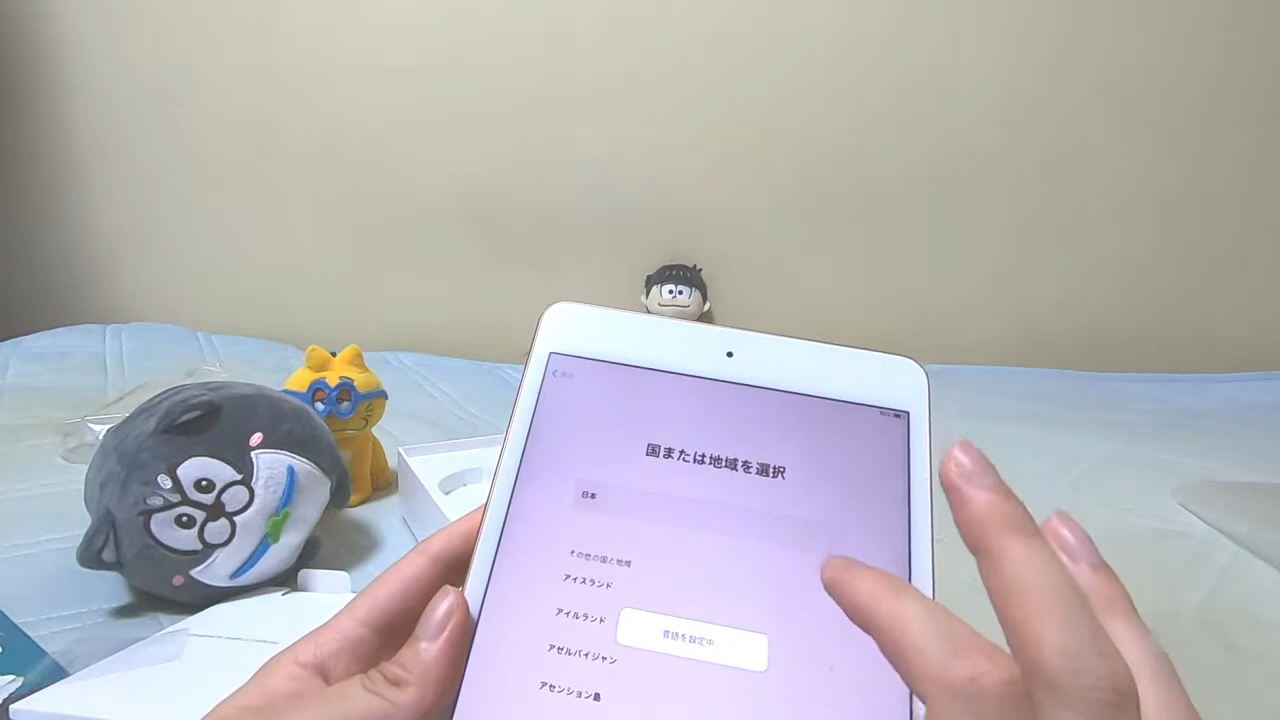 国または地域を選択
日本
その他の国と地域
アイスランド
アイルランド
言語を設定中
アゼルバイジャン
アセンション島